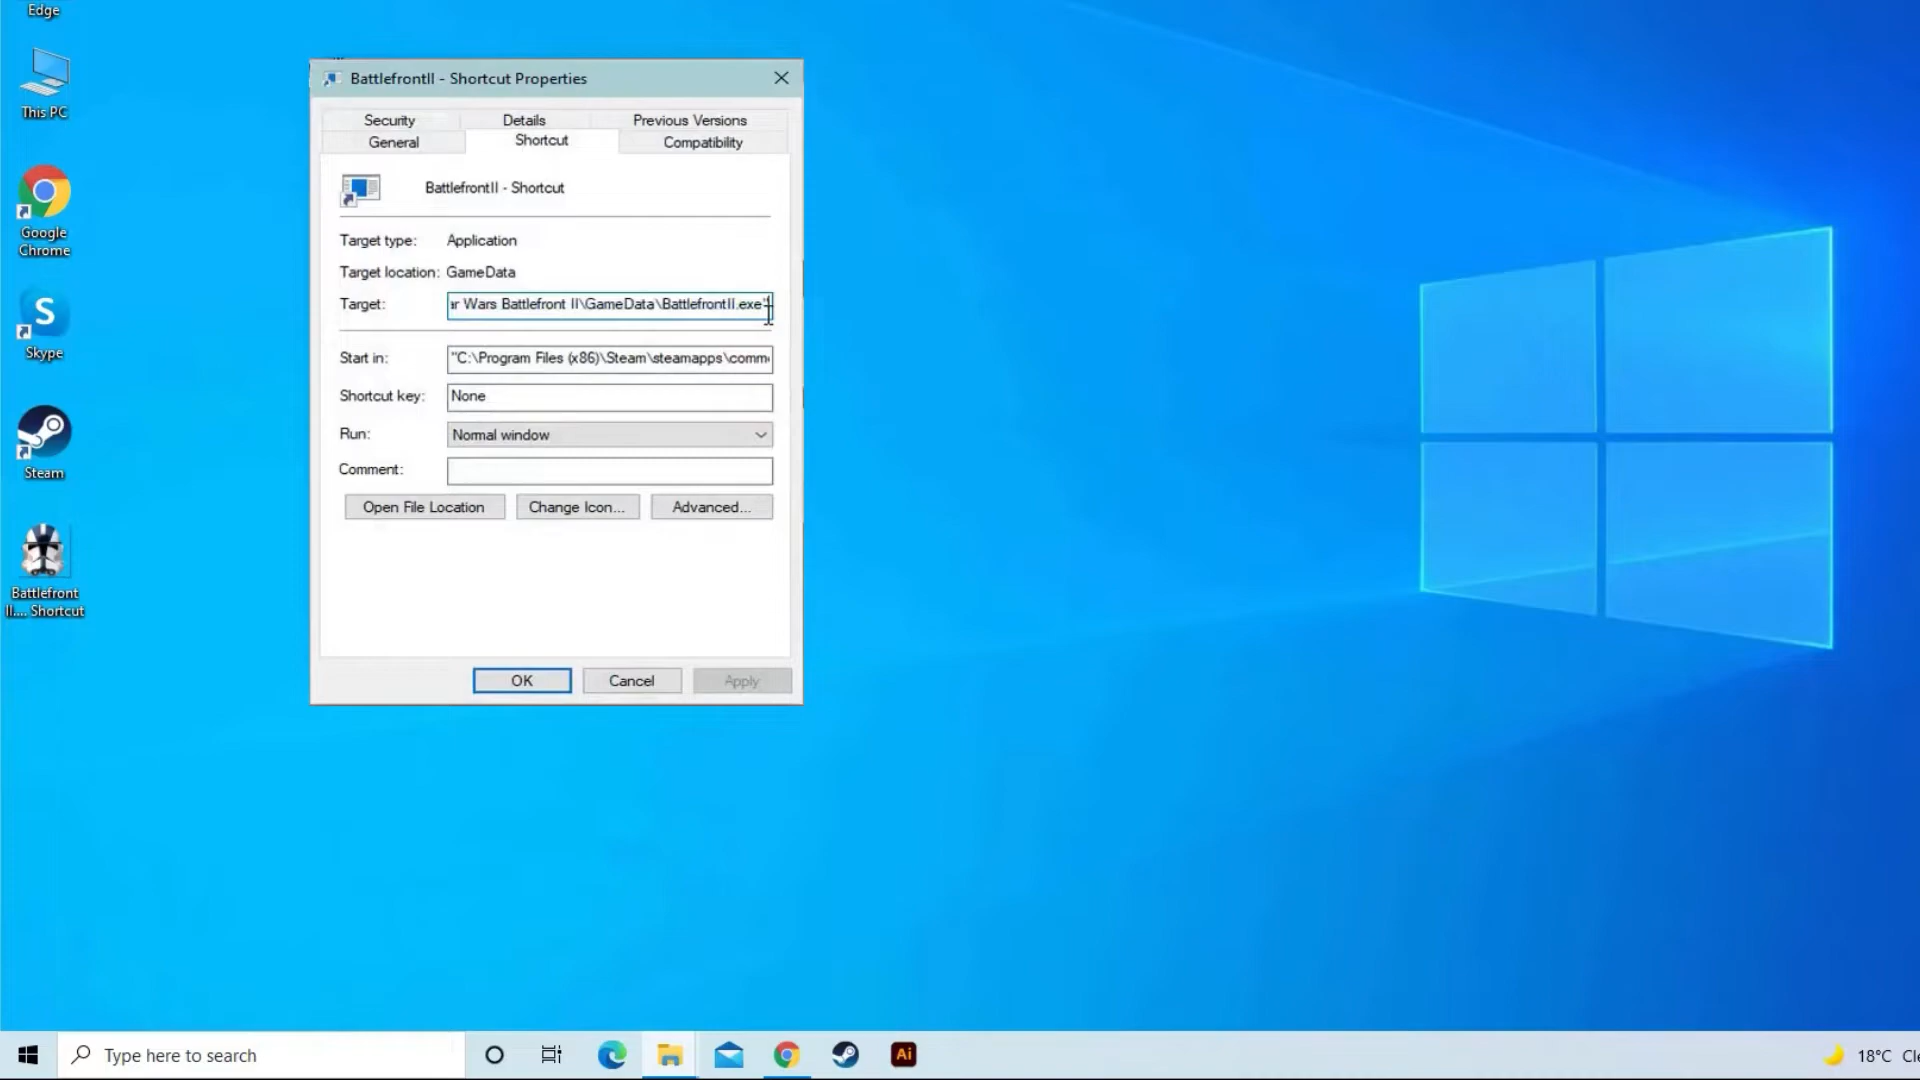 Edge
This PC
Google
Chrome
Skype
Steam
Battlefront
II.... Shortcut
BattlefrontII - Shortcut Properties
Security
Details
Previous Versions
General
Shortcut
Compatibility
BattlefrontII - Shortcut
Target type: Application
Target location: GameData
Target: ar Wars Battlefront II\GameData\BattlefrontII.exe"
Start in: "C:\Program Files (x86)\Steam\steamapps\comm
Shortcut key: None
Run: Normal window
Comment:
Open File Location
Change Icon...
Advanced...
OK
Cancel
Apply
Type here to search
Ai
18°C Cle